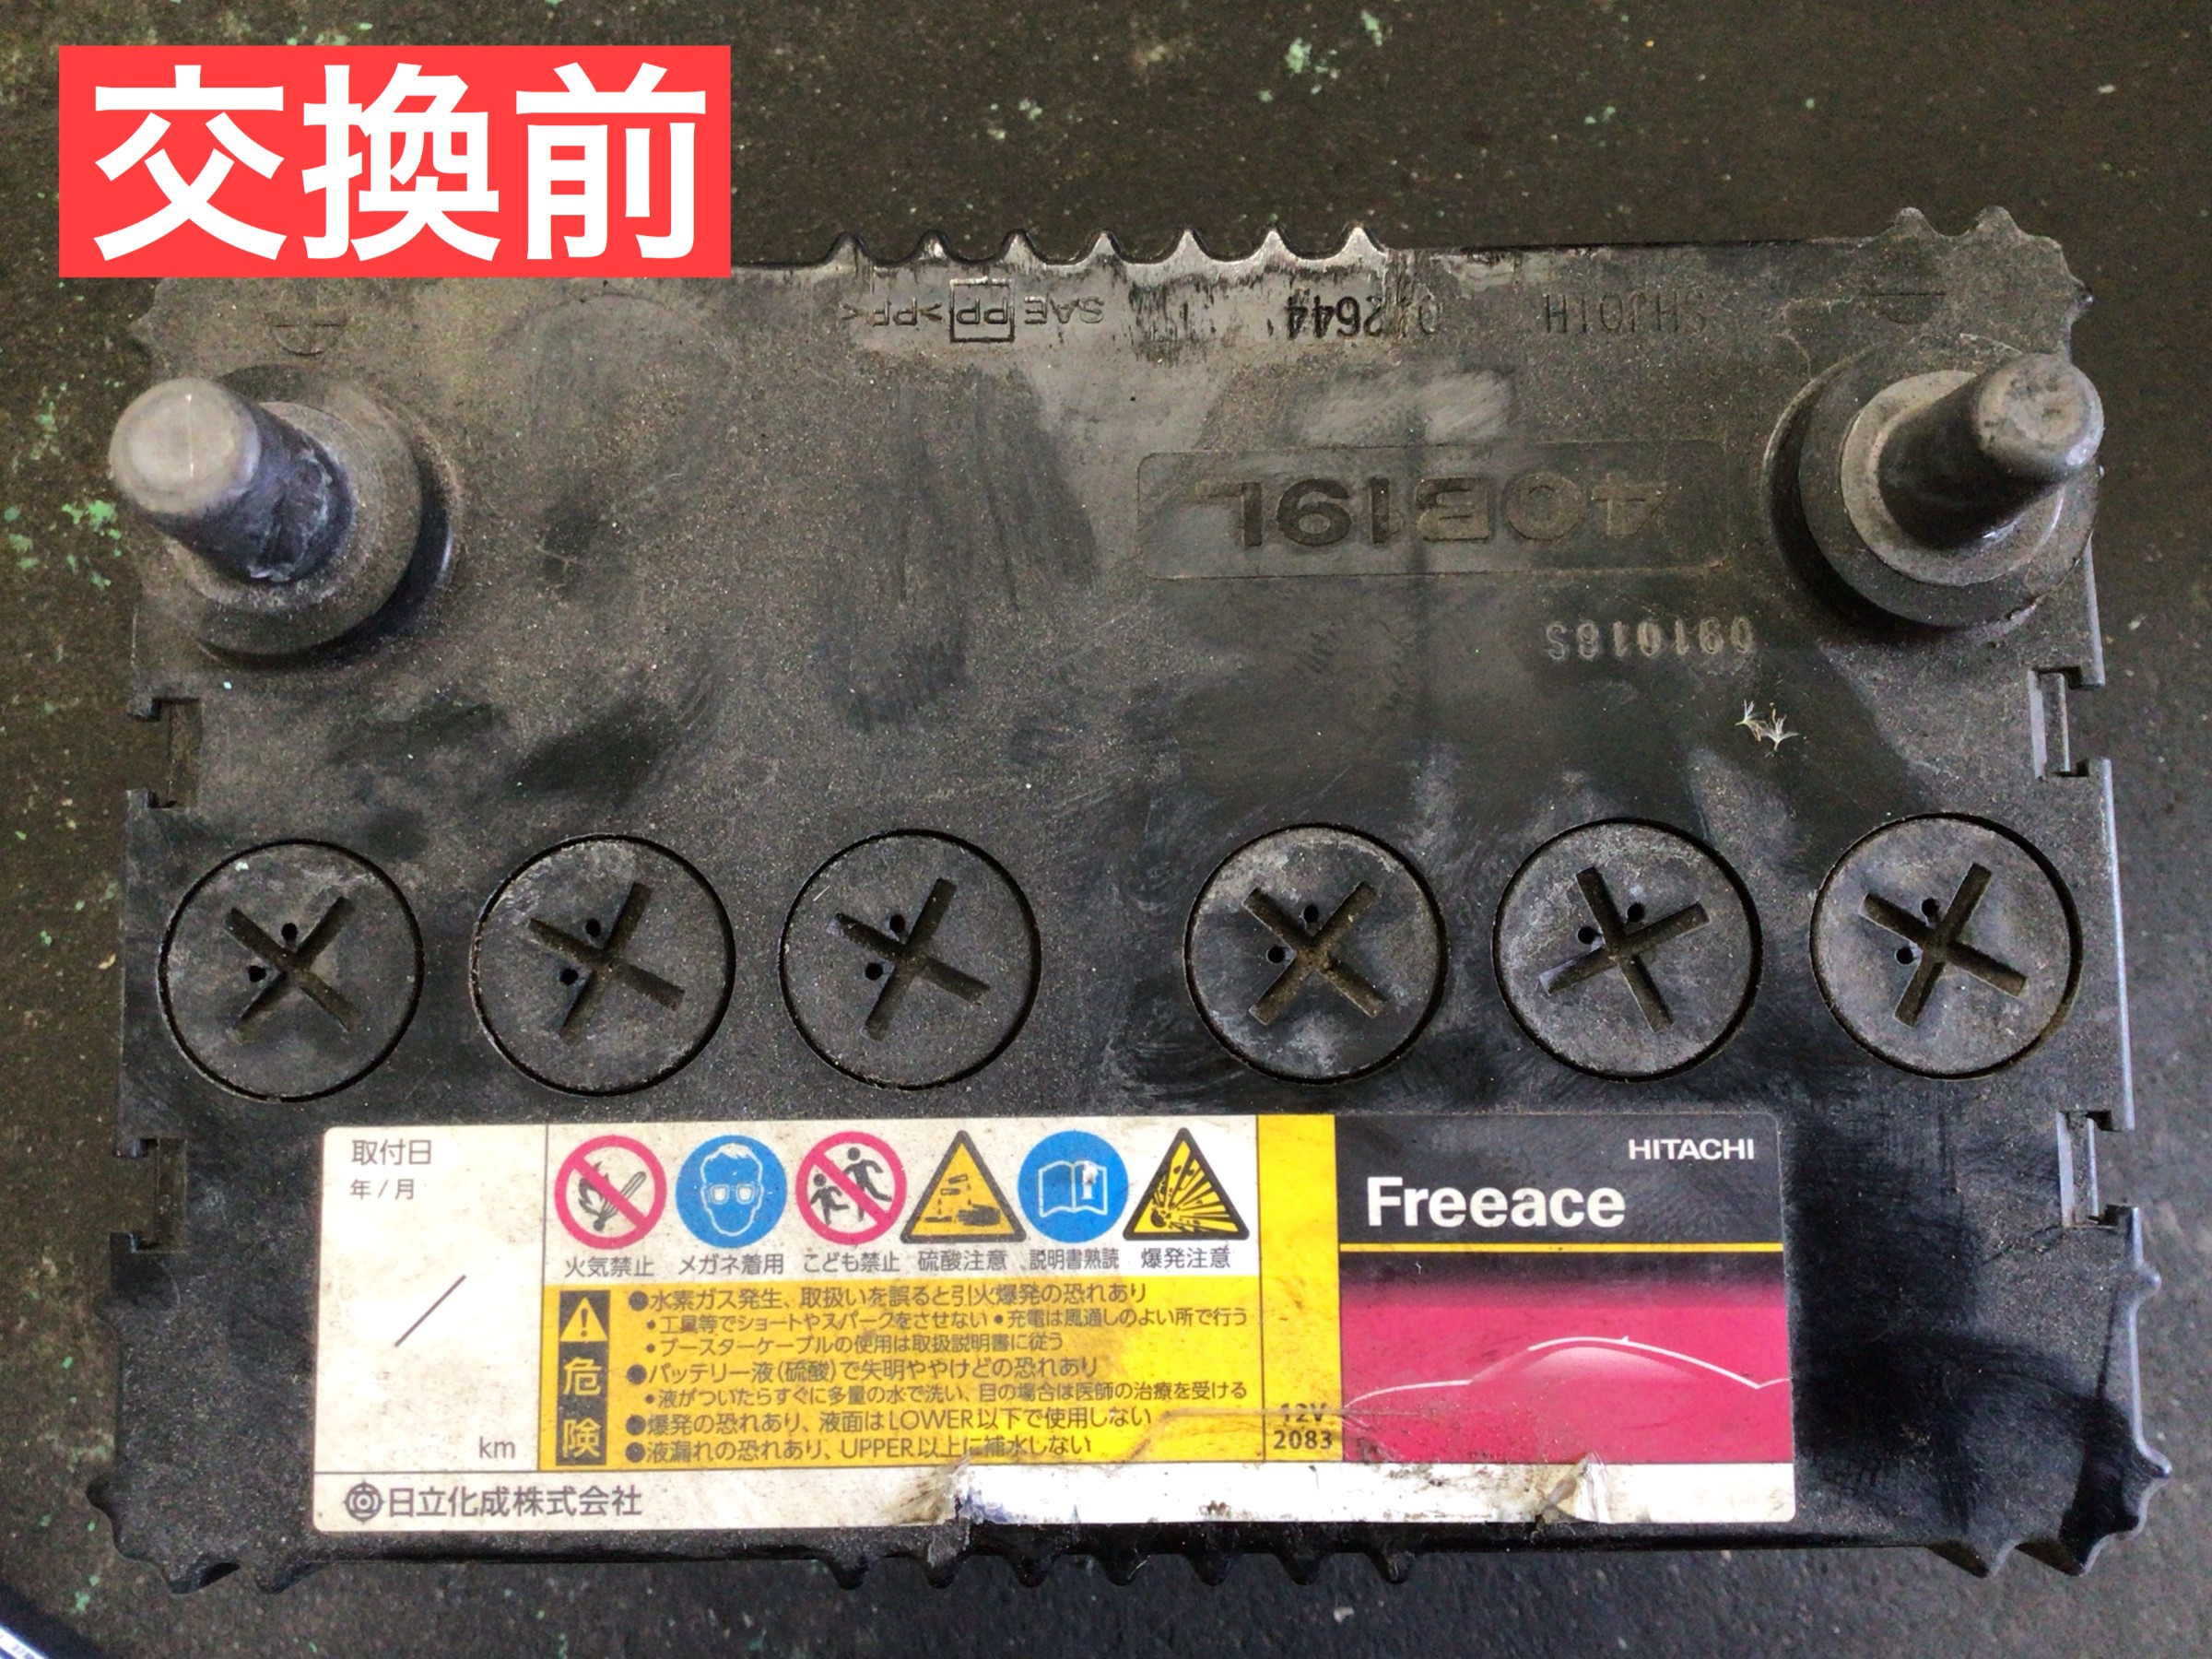 交換前
SAE PP >PP<
SHJ01H
40B19L
091018S
取付日
年/月
/
km
火気禁止 メガネ着用 こども禁止 硫酸注意 説明書熟読 爆発注意
危険
●水素ガス発生、取扱いを誤ると引火爆発の恐れあり
•工具等でショートやスパークをさせない•充電は風通しのよい所で行う
•ブースターケーブルの使用は取扱説明書に従う
●バッテリー液(硫酸)で失明ややけどの恐れあり
•液がついたらすぐに多量の水で洗い、目の場合は医師の治療を受ける
●爆発の恐れあり、液面はLOWER以下で使用しない
●液漏れの恐れあり、UPPER以上に補水しない
12V
2083
HITACHI
Freeace
日立化成株式会社